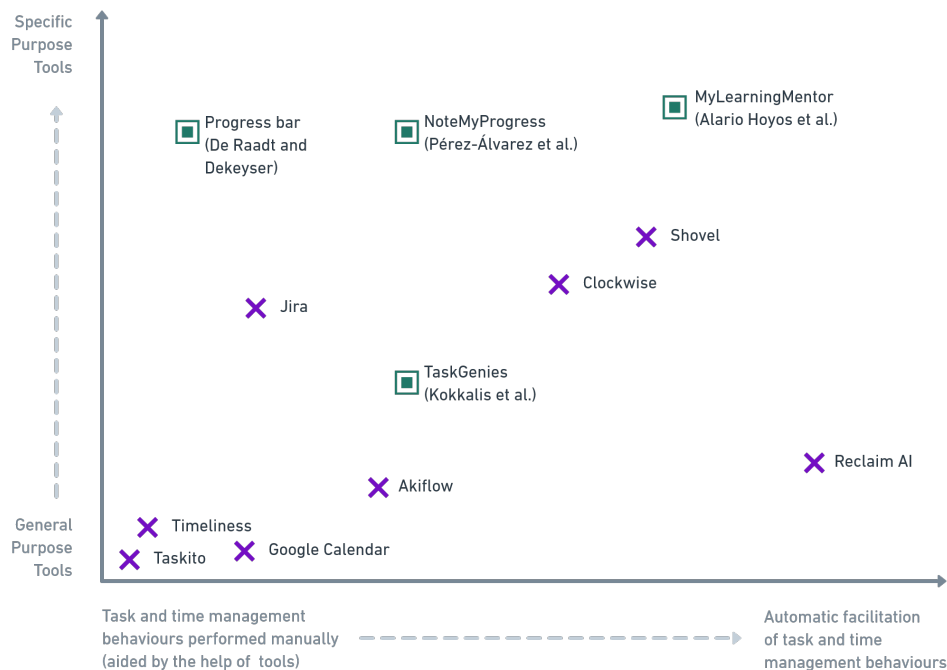 Specific
Purpose
Tools
Progress bar
(De Raadt and
Dekeyser)
NoteMyProgress
(Pérez-Álvarez et al.)
MyLearningMentor
(Alario Hoyos et al.)
Shovel
Clockwise
Jira
TaskGenies
(Kokkalis et al.)
Reclaim AI
Akiflow
Timeliness
Google Calendar
Taskito
General
Purpose
Tools
Task and time management
behaviours performed manually
(aided by the help of tools)
Automatic facilitation
of task and time
management behaviours